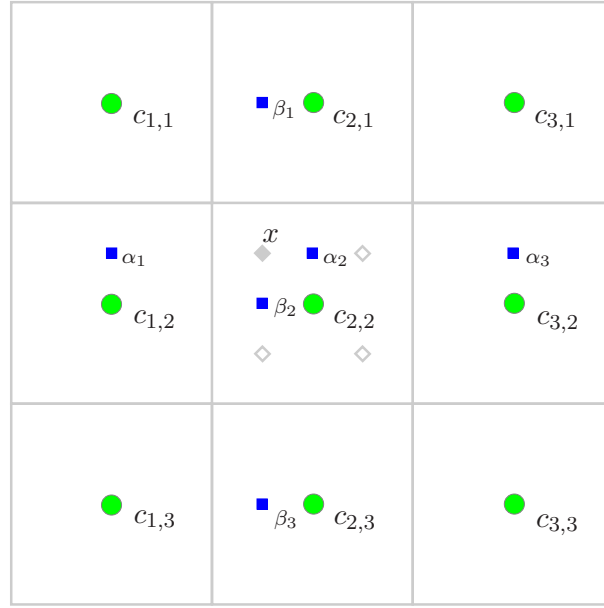 β₁
c₁,₁ c₂,₁ c₃,₁
x
α₁ α₂ α₃
β₂
c₁,₂ c₂,₂ c₃,₂
β₃
c₁,₃ c₂,₃ c₃,₃